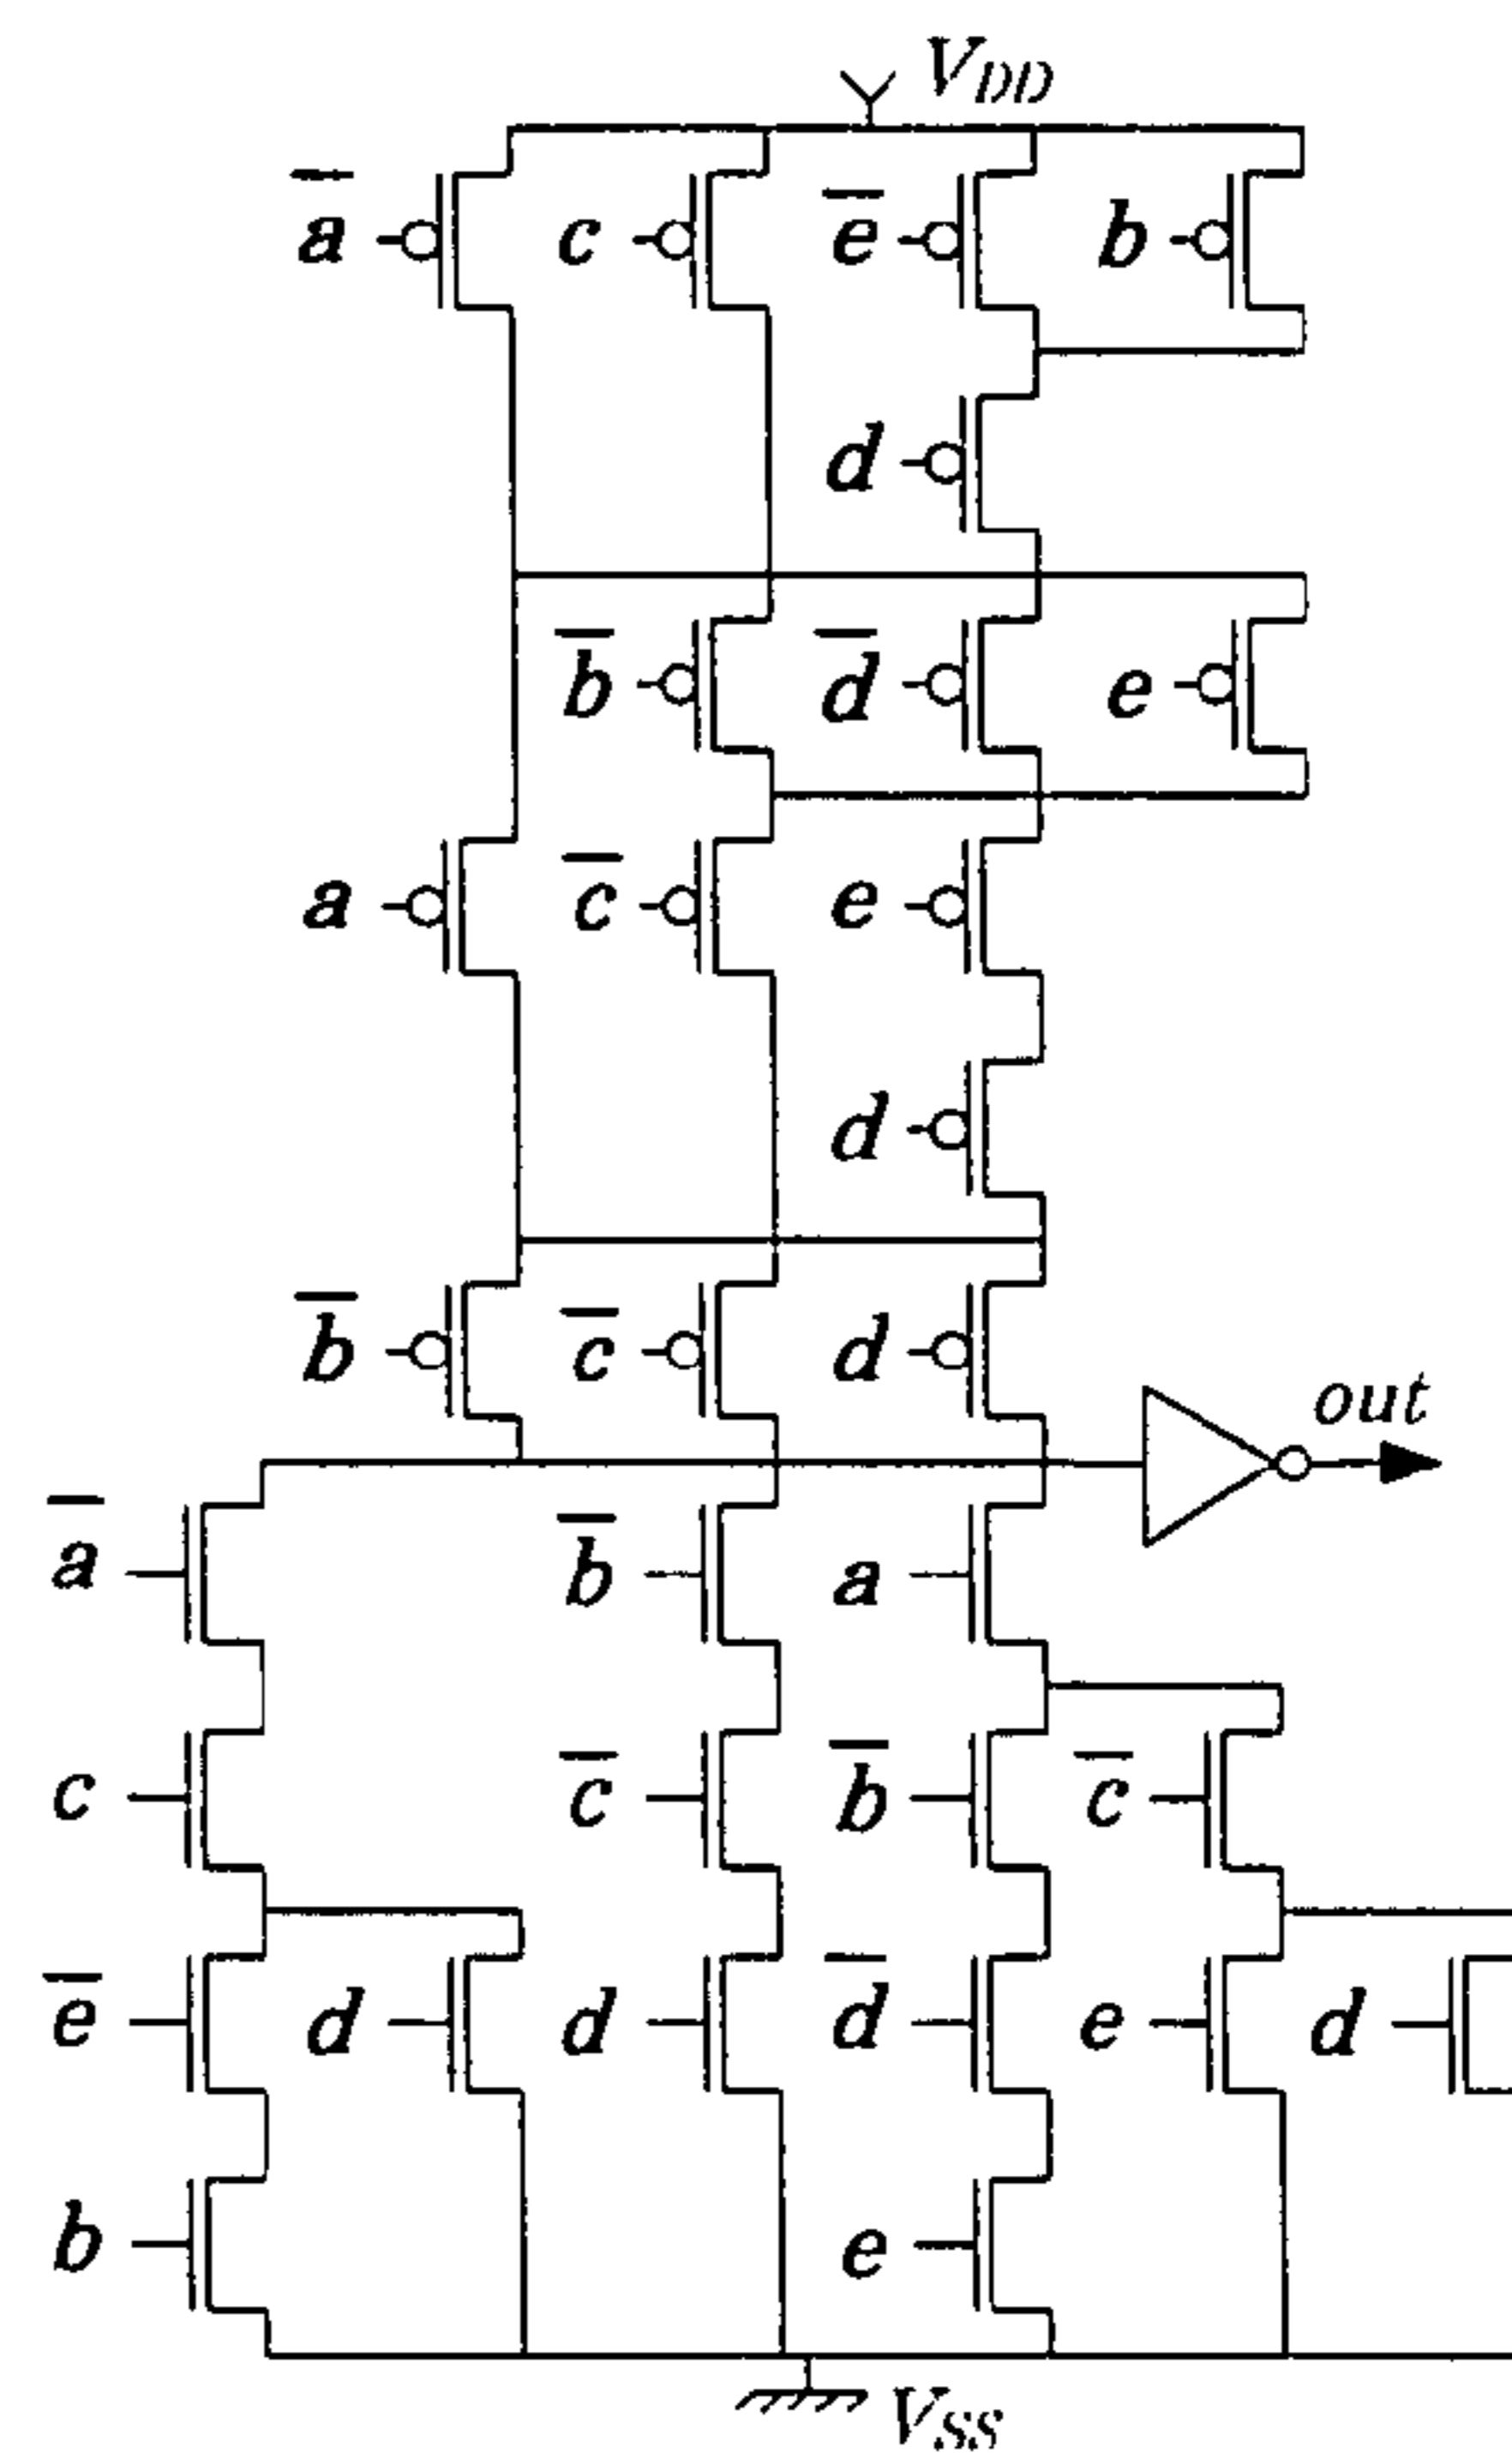 V_DD
a̅ c e̅ b
d
b̅ d̅ e
a c̅ e
d
b̅ c̅ d
out
a̅ b̅ a
c c̅ b̅ c̅
e̅ d d d̅ e d
b e
V_SS